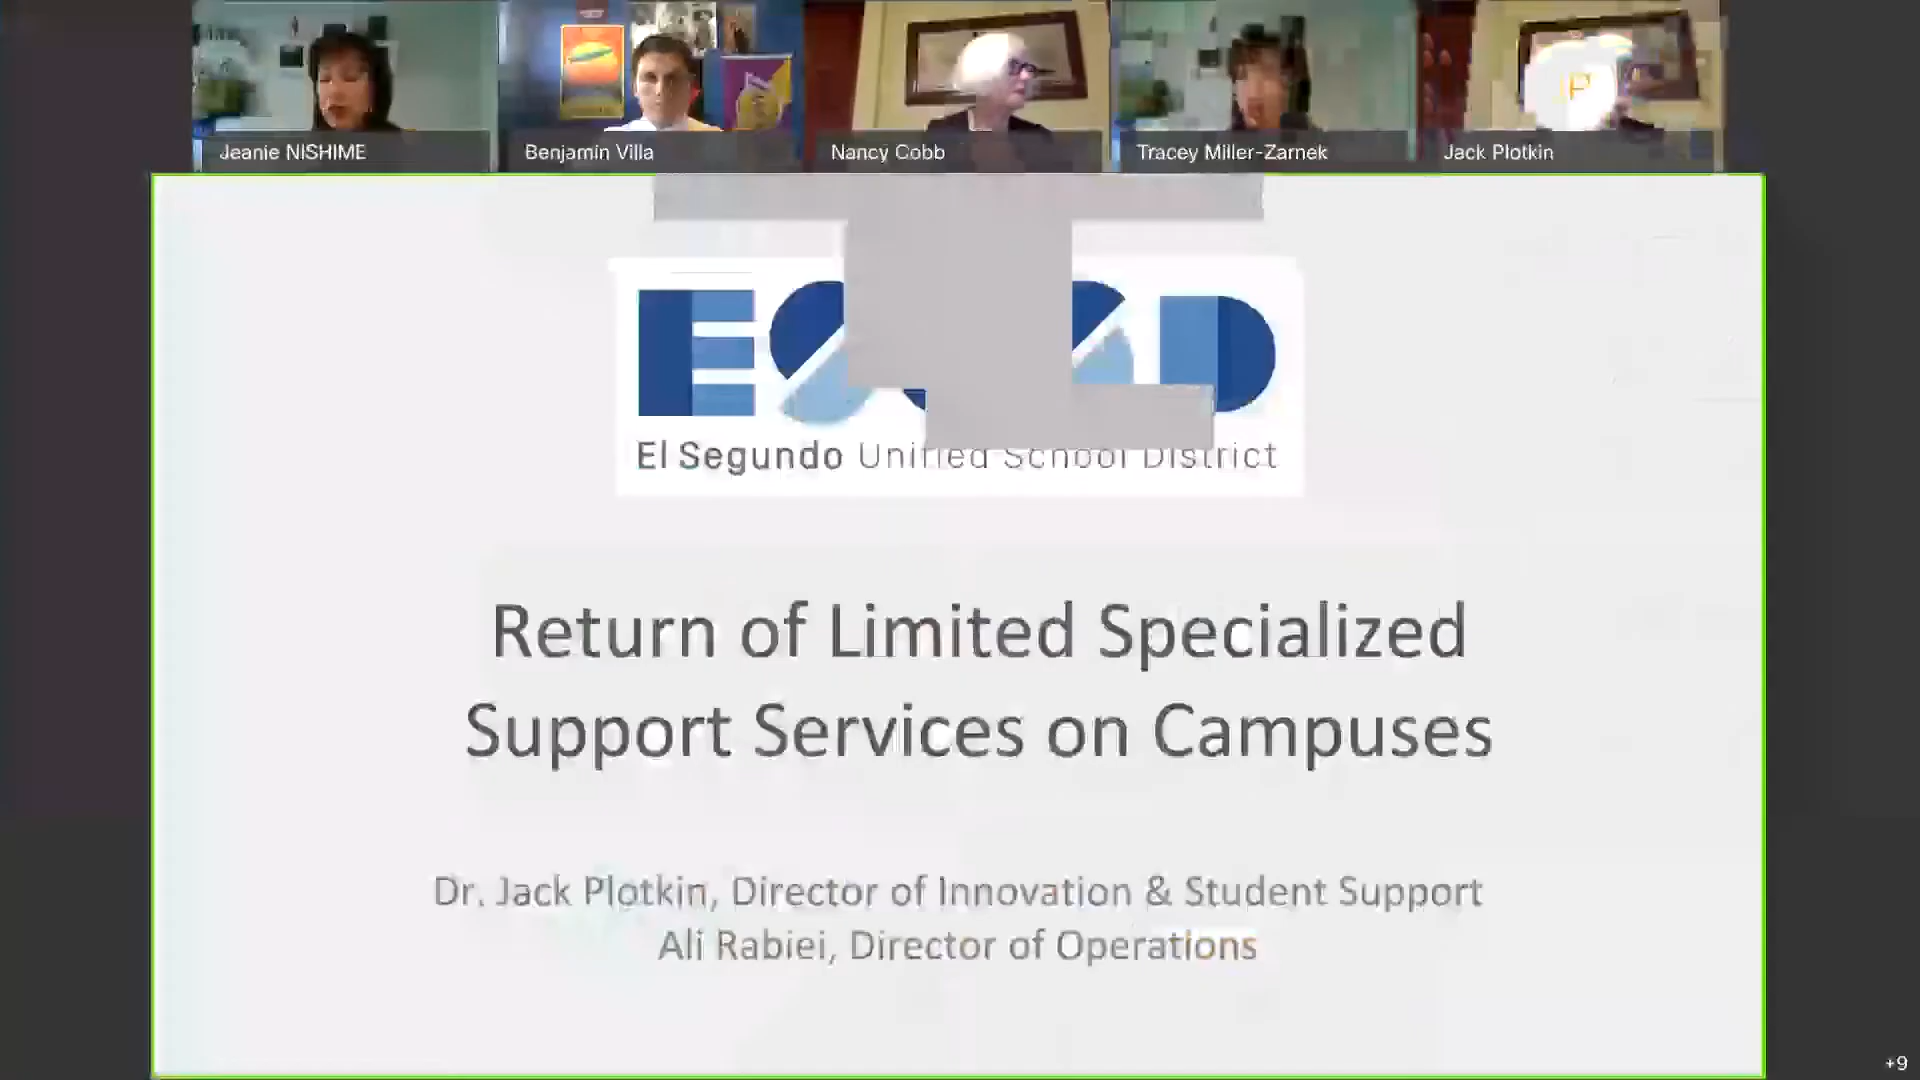 Jeanie NISHIME
Benjamin Villa
Nancy Cobb
Tracey Miller-Zarnek
Jack Plotkin
El Segundo Unified School District
Return of Limited Specialized
Support Services on Campuses
Dr. Jack Plotkin, Director of Innovation & Student Support
Ali Rabiei, Director of Operations
+9